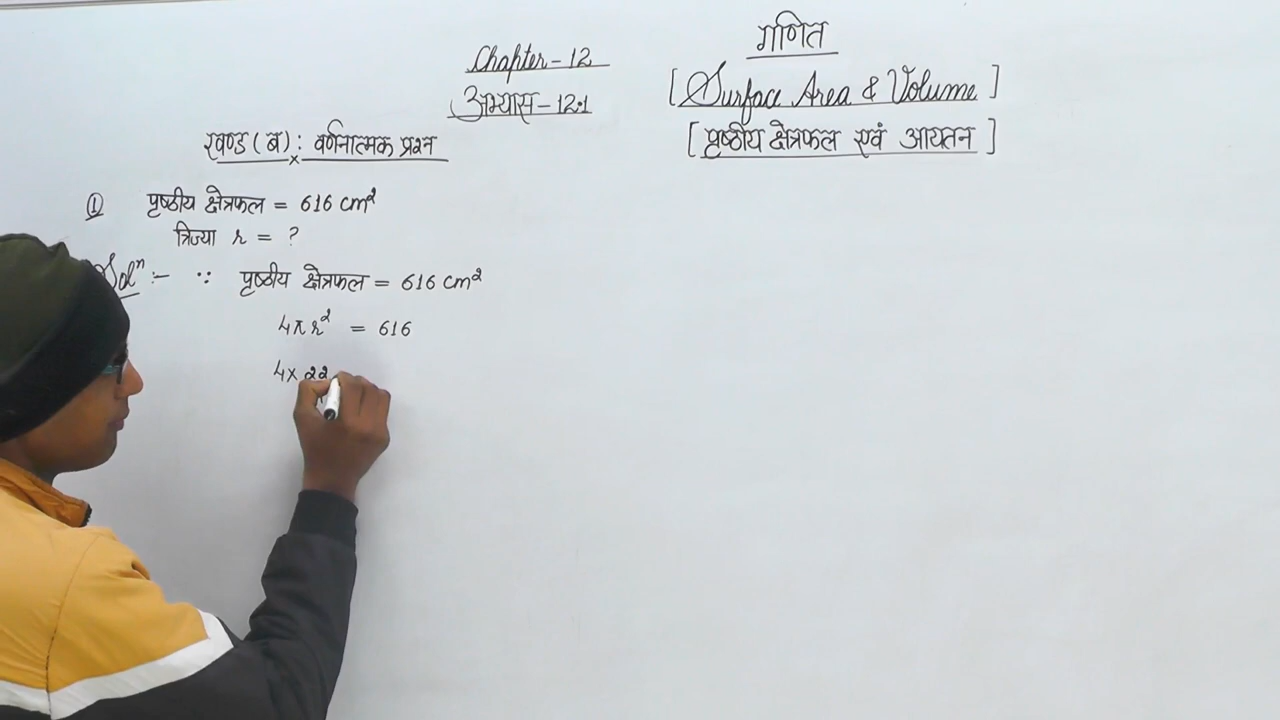 गणित
Chapter-12
[Surface Area & Volume]
अभ्यास-12.1
खण्ड (ब) : वर्णनात्मक प्रश्न
[पृष्ठीय क्षेत्रफल एवं आयतन]
① पृष्ठीय क्षेत्रफल = 616 cm²
त्रिज्या r = ?
Solⁿ :- ∵ पृष्ठीय क्षेत्रफल = 616 cm²
4πr² = 616
4× 22